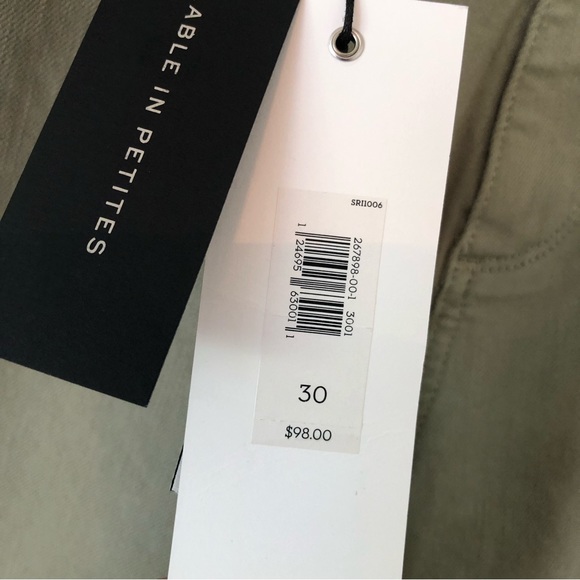 ABLE IN PETITES
SRI1006
267898-00-1 3001
1 24695 63001 1
30
$98.00